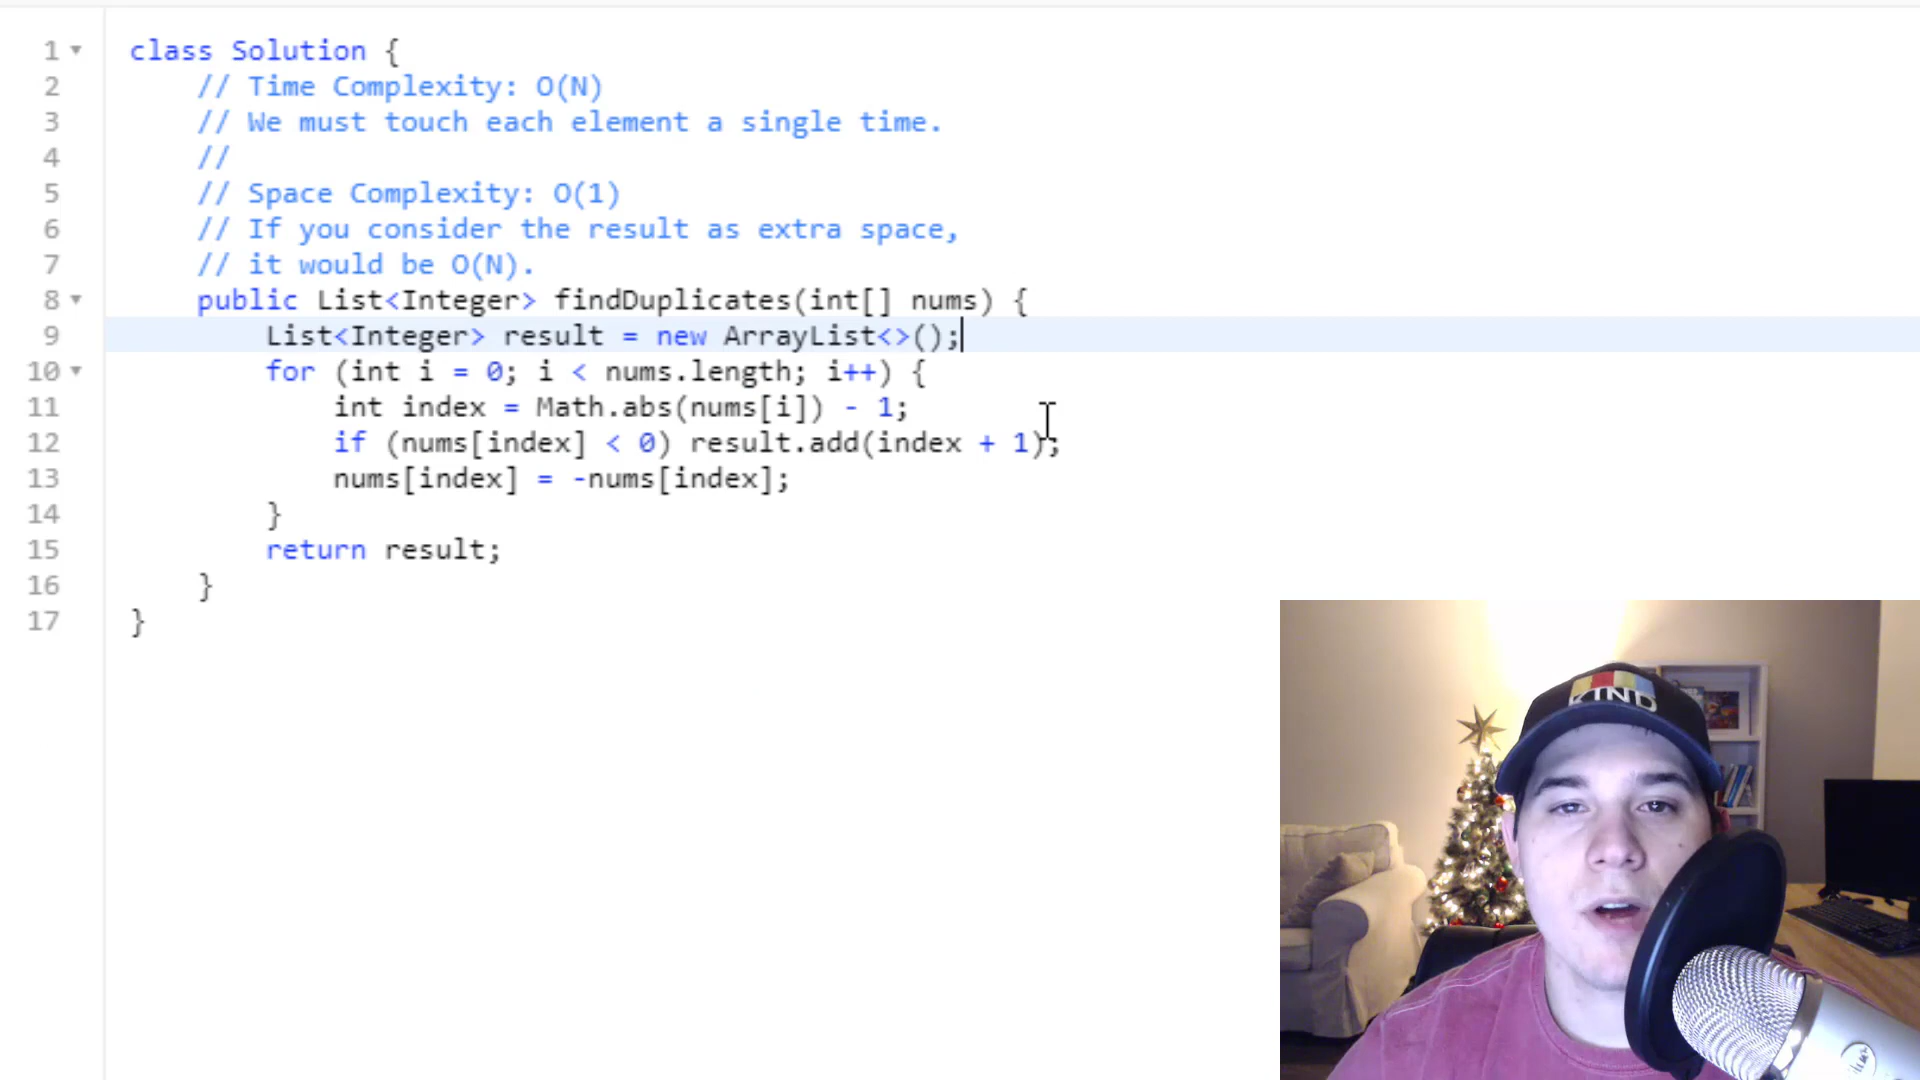 1 class Solution {
2 // Time Complexity: O(N)
3 // We must touch each element a single time.
4 //
5 // Space Complexity: O(1)
6 // If you consider the result as extra space,
7 // it would be O(N).
8 public List<Integer> findDuplicates(int[] nums) {
9 List<Integer> result = new ArrayList<>();
10 for (int i = 0; i < nums.length; i++) {
11 int index = Math.abs(nums[i]) - 1;
12 if (nums[index] < 0) result.add(index + 1);
13 nums[index] = -nums[index];
14 }
15 return result;
16 }
17 }
KIND